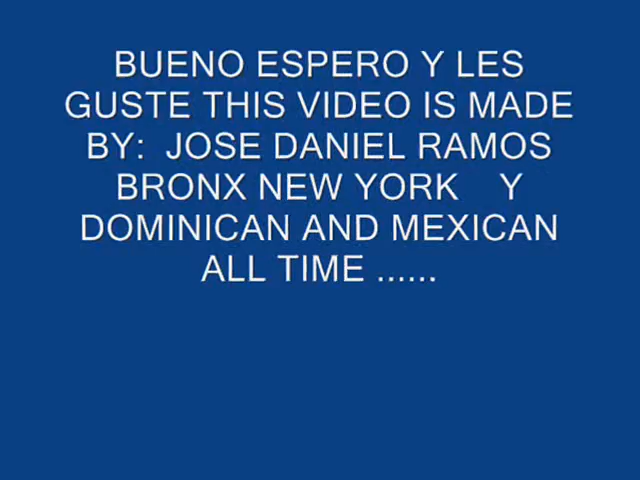 BUENO ESPERO Y LES
GUSTE THIS VIDEO IS MADE
BY:  JOSE DANIEL RAMOS
BRONX NEW YORK    Y
DOMINICAN AND MEXICAN
ALL TIME ......